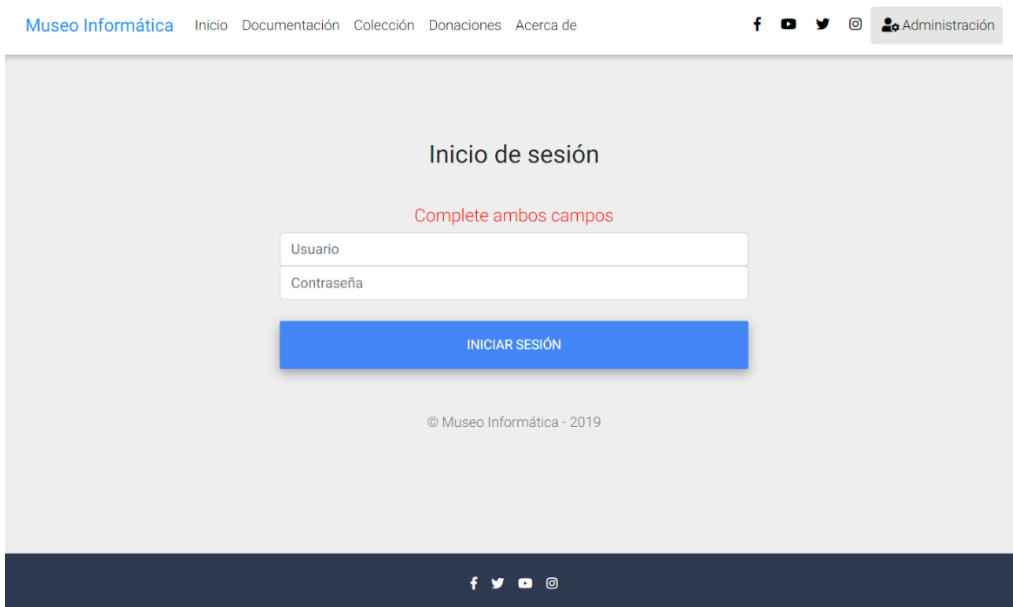 Museo Informática Inicio Documentación Colección Donaciones Acerca de Administración
Inicio de sesión
Complete ambos campos
Usuario
Contraseña
INICIAR SESIÓN
© Museo Informática - 2019